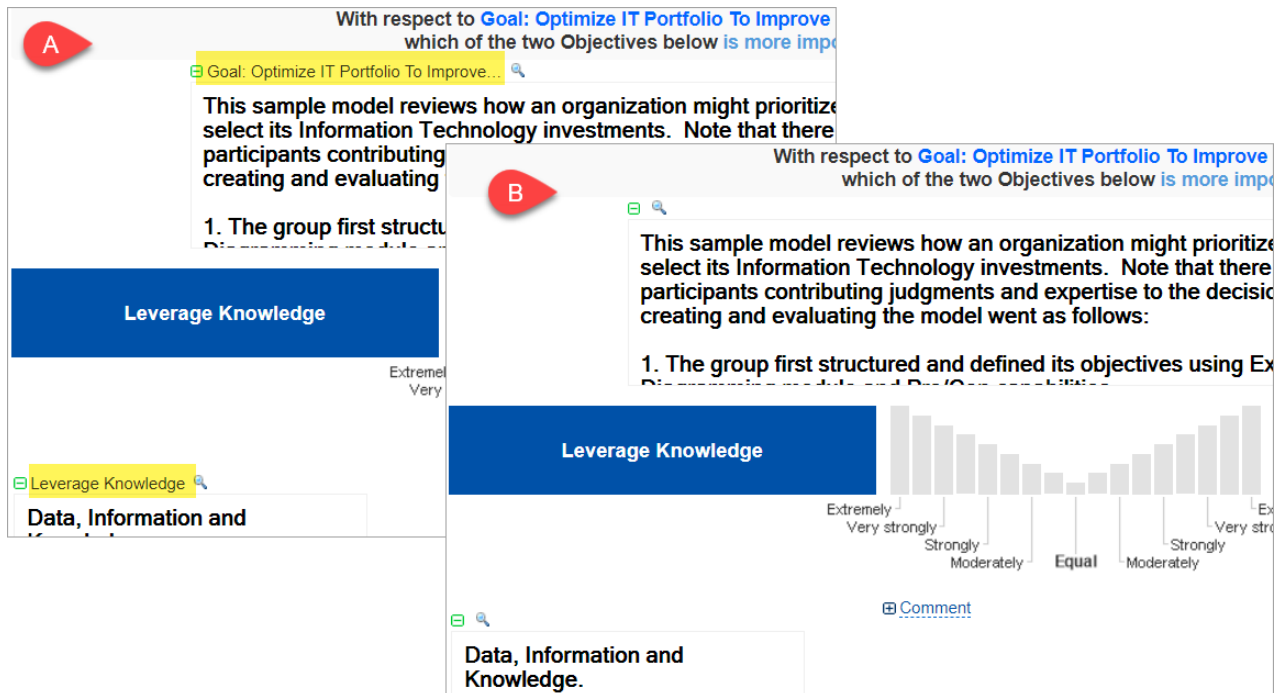 A
With respect to Goal: Optimize IT Portfolio To Improve
which of the two Objectives below is more impo
Goal: Optimize IT Portfolio To Improve...
This sample model reviews how an organization might prioritize
select its Information Technology investments.  Note that there
participants contributing
creating and evaluating
1. The group first structu
Leverage Knowledge
Extremel
Very
Leverage Knowledge
Data, Information and
B
With respect to Goal: Optimize IT Portfolio To Improve
which of the two Objectives below is more impo
This sample model reviews how an organization might prioritize
select its Information Technology investments.  Note that there
participants contributing judgments and expertise to the decisio
creating and evaluating the model went as follows:
1. The group first structured and defined its objectives using Ex
Leverage Knowledge
Extremely
Very strongly
Strongly
Moderately
Equal
Moderately
Strongly
Very stro
Ex
Comment
Data, Information and
Knowledge.